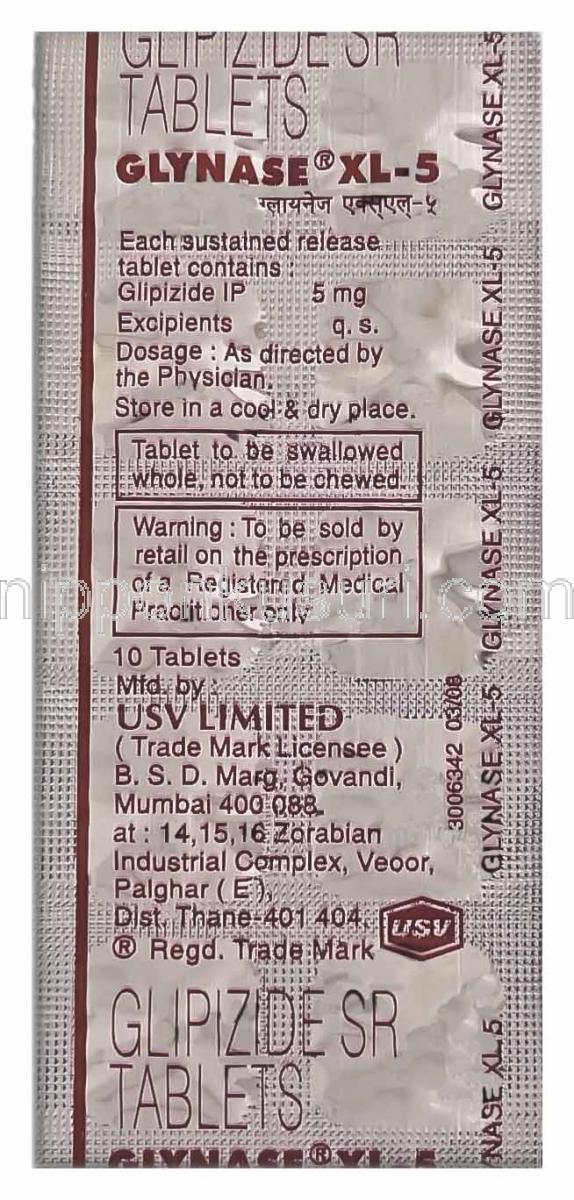 GLIPIZIDE SR
TABLETS
GLYNASE® XL-5
ग्लायनेज एक्स्एल्-५
Each sustained release
tablet contains :
Glipizide IP 5 mg
Excipients q. s.
Dosage : As directed by
the Physician.
Store in a cool & dry place.
Tablet to be swallowed
whole, not to be chewed.
Warning : To be sold by
retail on the prescription
of a Registered Medical
Practitioner only
10 Tablets
Mfd. by :
USV LIMITED
( Trade Mark Licensee )
B. S. D. Marg, Govandi,
Mumbai 400 088.
at : 14,15,16 Zorabian
Industrial Complex, Veoor,
Palghar ( E ),
Dist. Thane-401 404.
® Regd. Trade Mark
USV
GLIPIZIDE SR
TABLETS
GLYNASE® XL-5
3006342 03/08
GLYNASE XL-5
GLYNASE XL-5
GLYNASE XL-5
GLYNASE XL-5
NASE XL 5